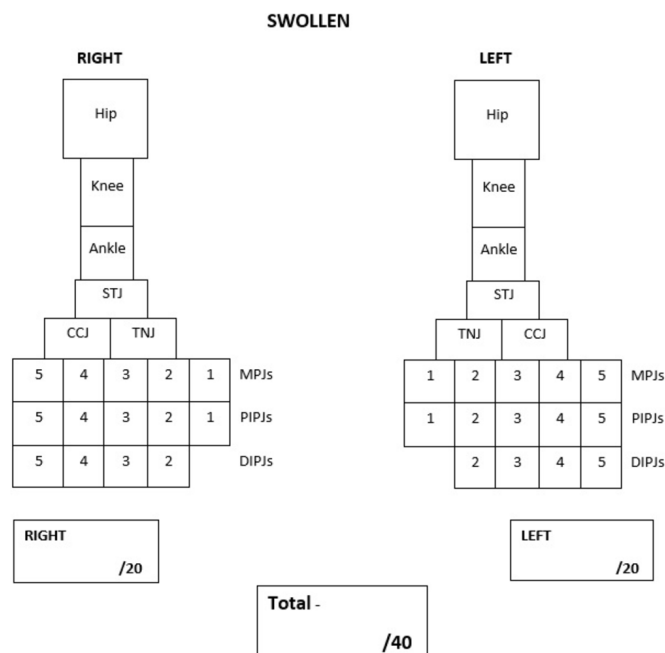 SWOLLEN
RIGHT LEFT
Hip Hip
Knee Knee
Ankle Ankle
STJ STJ
CCJ TNJ TNJ CCJ
5 4 3 2 1 MPJs 1 2 3 4 5 MPJs
5 4 3 2 1 PIPJs 1 2 3 4 5 PIPJs
5 4 3 2 DIPJs 2 3 4 5 DIPJs
RIGHT LEFT
/20 /20
Total -
/40